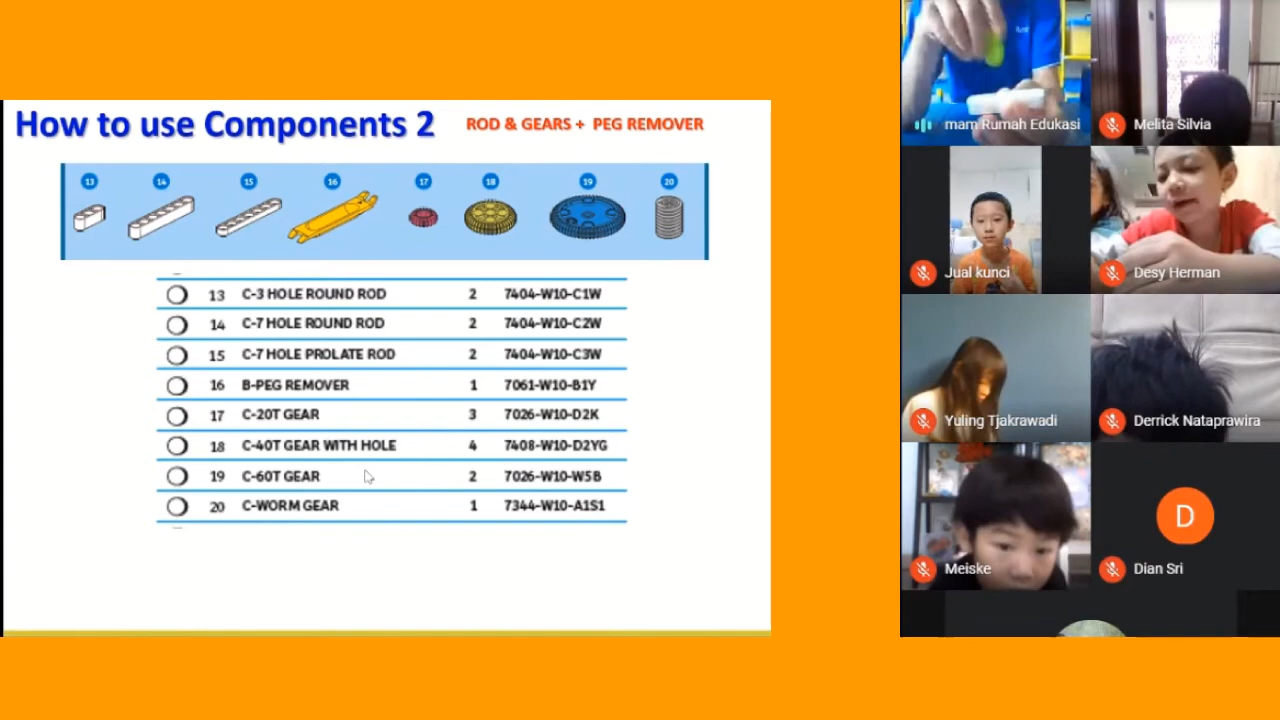 How to use Components 2
ROD & GEARS + PEG REMOVER
13 14 15 16 17 18 19 20
13 C-3 HOLE ROUND ROD 2 7404-W10-C1W
14 C-7 HOLE ROUND ROD 2 7404-W10-C2W
15 C-7 HOLE PROLATE ROD 2 7404-W10-C3W
16 B-PEG REMOVER 1 7061-W10-B1Y
17 C-20T GEAR 3 7026-W10-D2K
18 C-40T GEAR WITH HOLE 4 7408-W10-D2YG
19 C-60T GEAR 2 7026-W10-W5B
20 C-WORM GEAR 1 7344-W10-A1S1
mam Rumah Edukasi
Melita Silvia
Jual kunci
Desy Herman
Yuling Tjakrawadi
Derrick Nataprawira
Meiske
D
Dian Sri